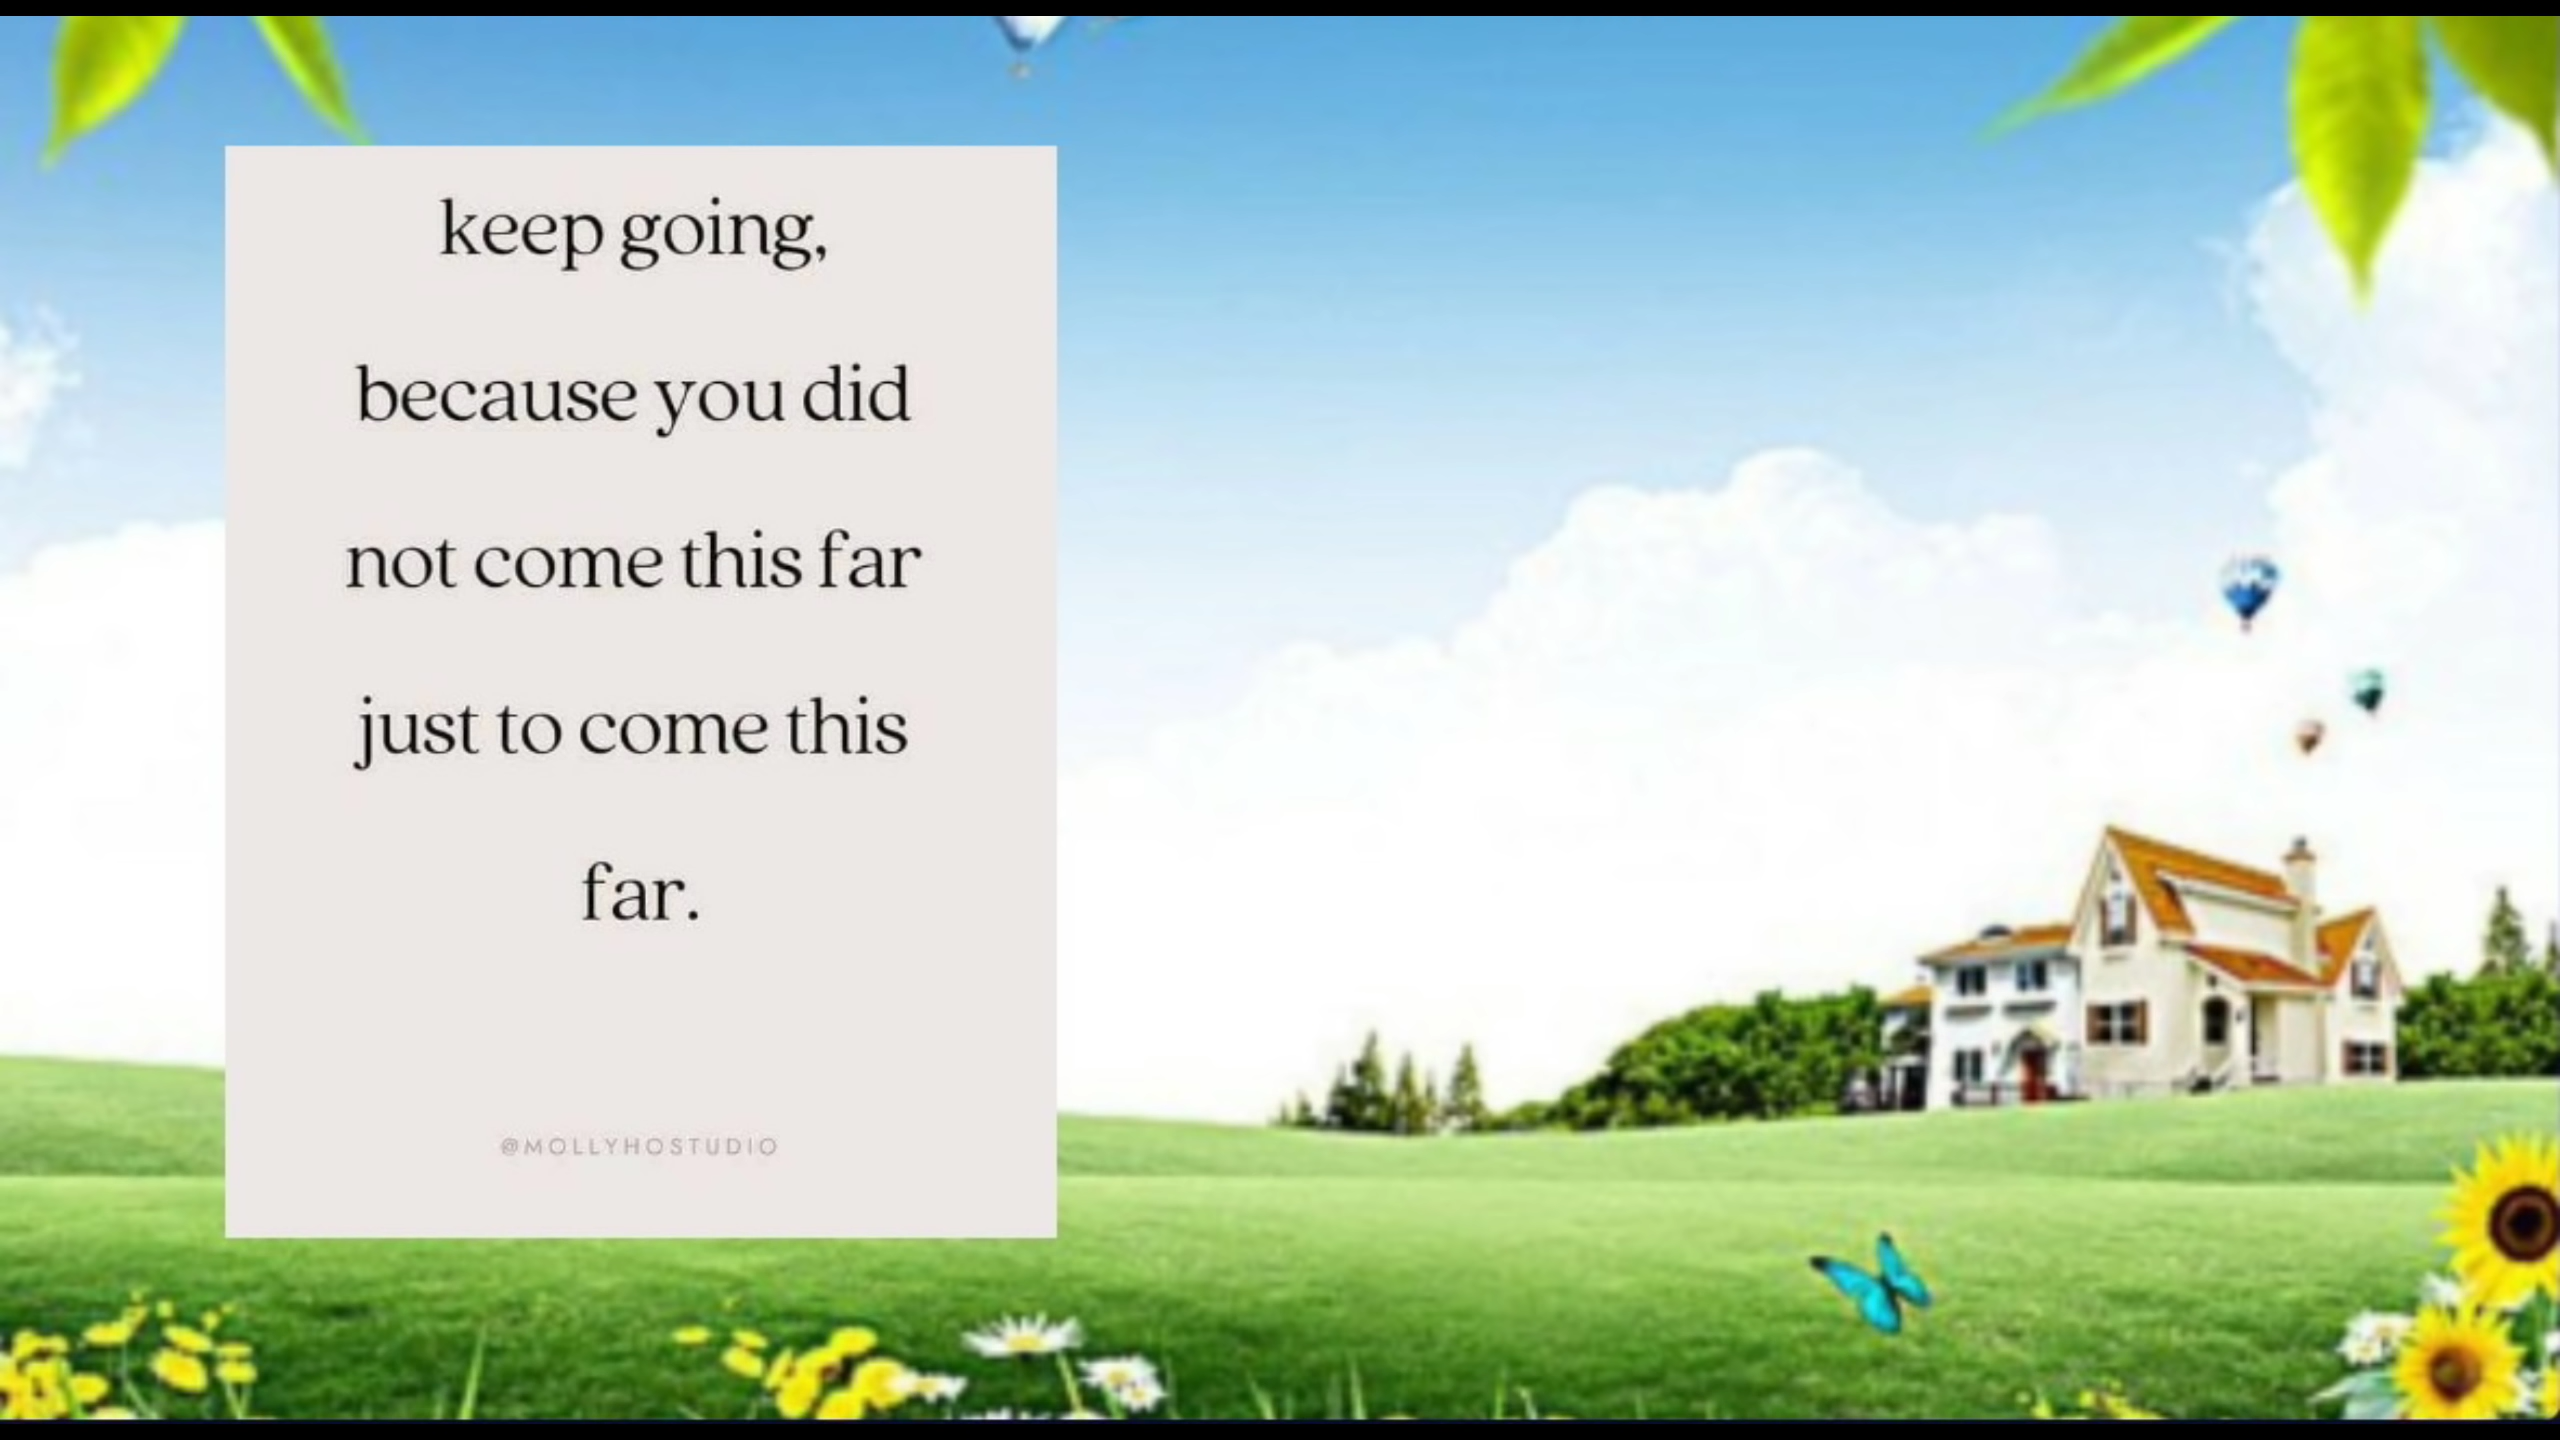 keep going,
because you did
not come this far
just to come this
far.
@MOLLYHOSTUDIO